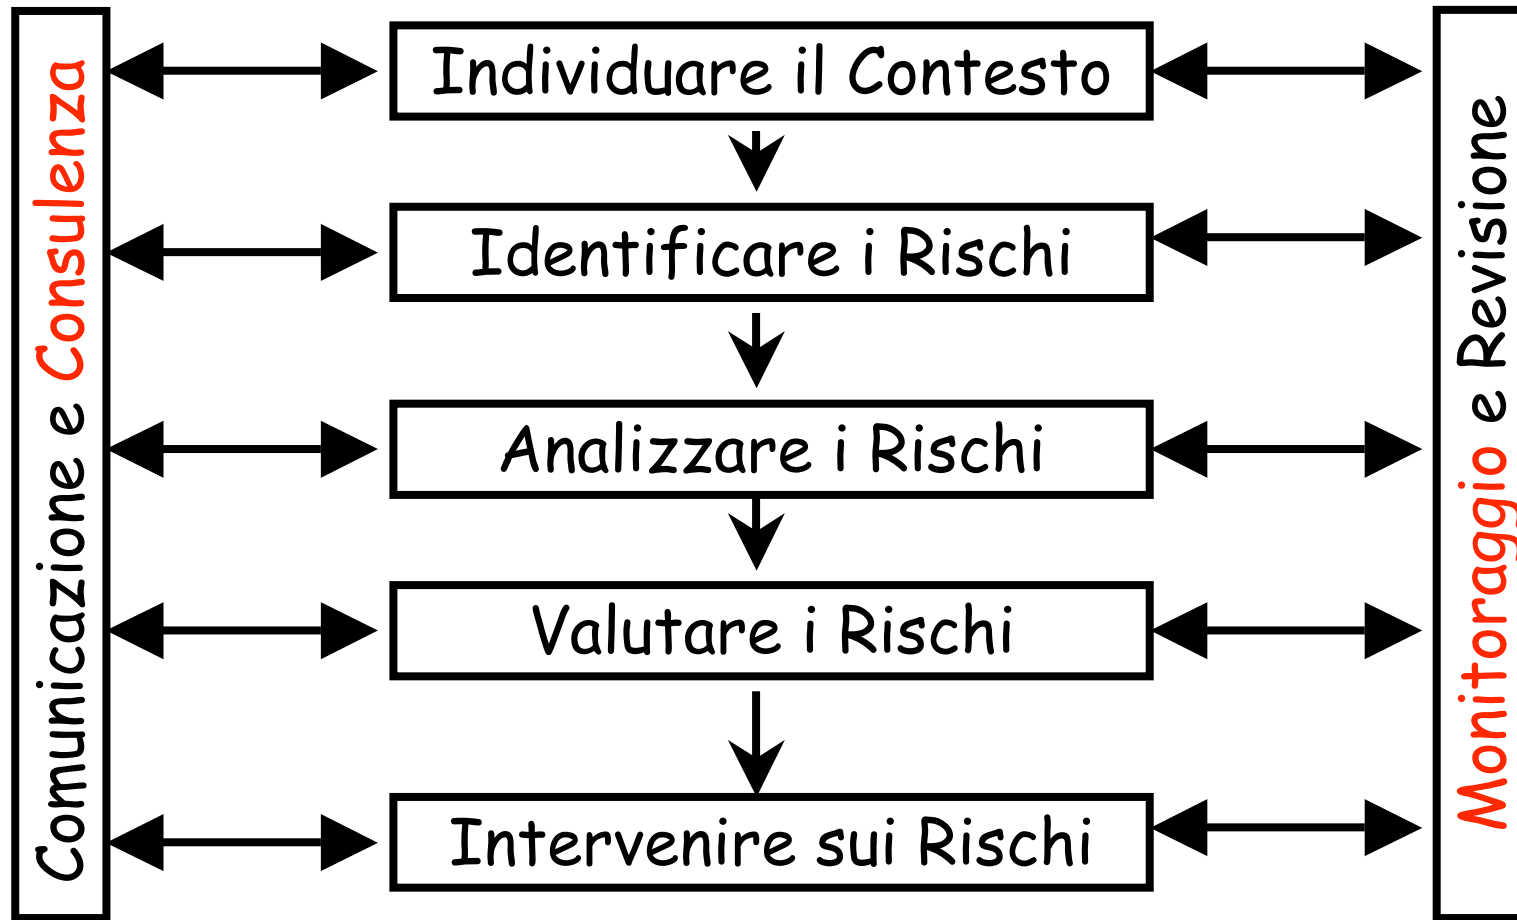 Comunicazione e Consulenza
Individuare il Contesto
Identificare i Rischi
Analizzare i Rischi
Valutare i Rischi
Intervenire sui Rischi
Monitoraggio e Revisione